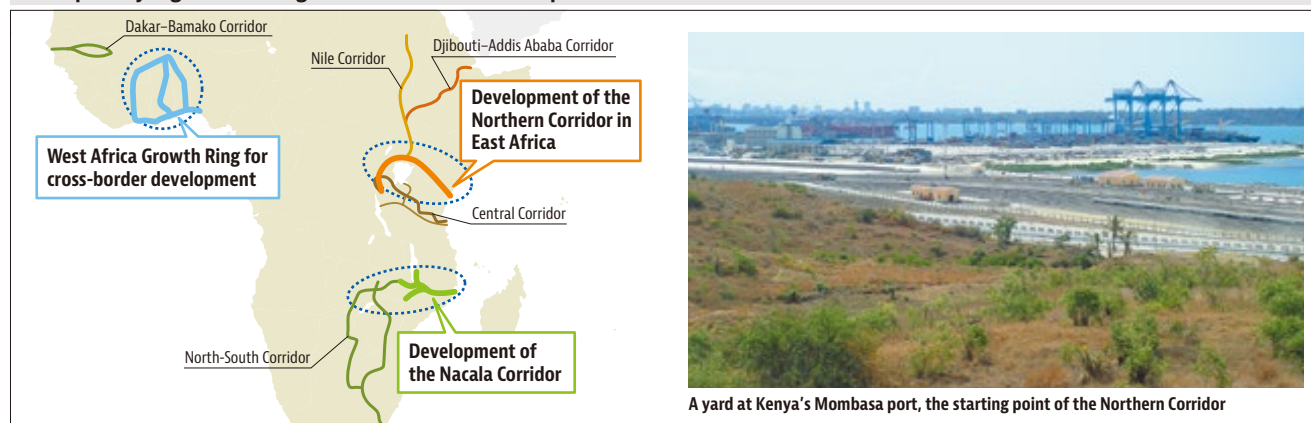 Dakar–Bamako Corridor
Nile Corridor
Djibouti–Addis Ababa Corridor
Development of the
Northern Corridor in
East Africa
West Africa Growth Ring for
cross-border development
Central Corridor
North-South Corridor
Development of
the Nacala Corridor
A yard at Kenya's Mombasa port, the starting point of the Northern Corridor